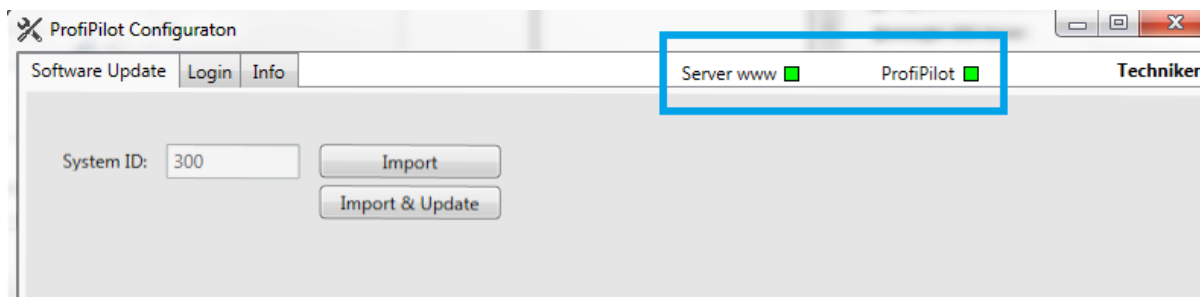 ProfiPilot Configuraton
Software Update Login Info Server www ProfiPilot Techniker
System ID: 300 Import
Import & Update